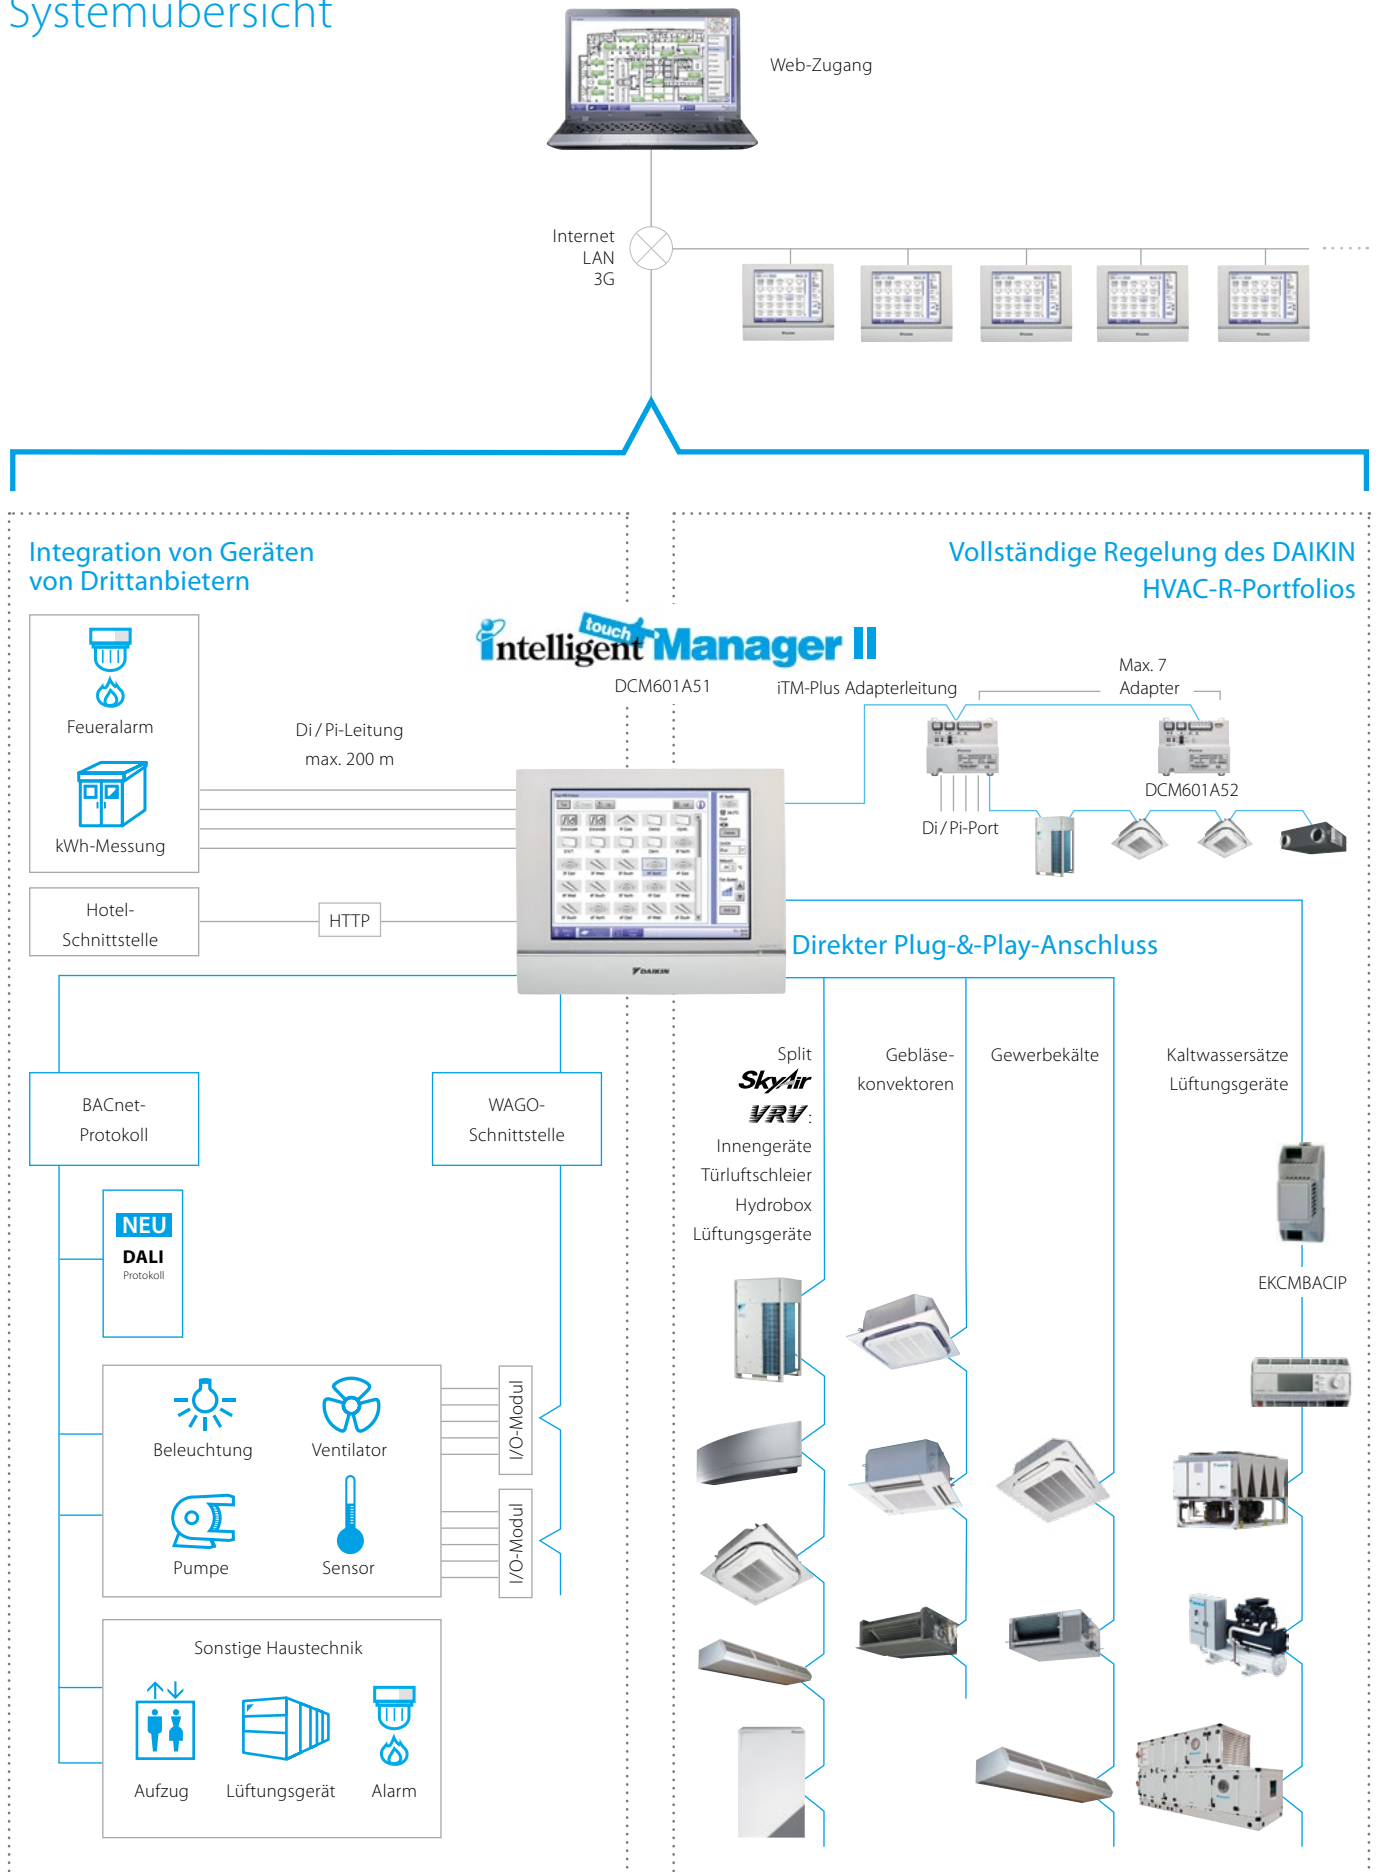 Systemübersicht
Web-Zugang
Internet
LAN
3G
Integration von Geräten
von Drittanbietern
Vollständige Regelung des DAIKIN
HVAC-R-Portfolios
Feueralarm
kWh-Messung
Di / Pi-Leitung
max. 200 m
Hotel-
Schnittstelle
HTTP
touch
intelligent Manager II
DCM601A51
iTM-Plus Adapterleitung
Max. 7
Adapter
DCM601A52
Di / Pi-Port
DAIKIN
Direkter Plug-&-Play-Anschluss
BACnet-
Protokoll
WAGO-
Schnittstelle
NEU
DALI
Protokoll
Beleuchtung
Ventilator
Pumpe
Sensor
I/O-Modul
I/O-Modul
Sonstige Haustechnik
Aufzug
Lüftungsgerät
Alarm
Split
SkyAir
VRV:
Innengeräte
Türluftschleier
Hydrobox
Lüftungsgeräte
Gebläse-
konvektoren
Gewerbekälte
Kaltwassersätze
Lüftungsgeräte
EKCMBACIP